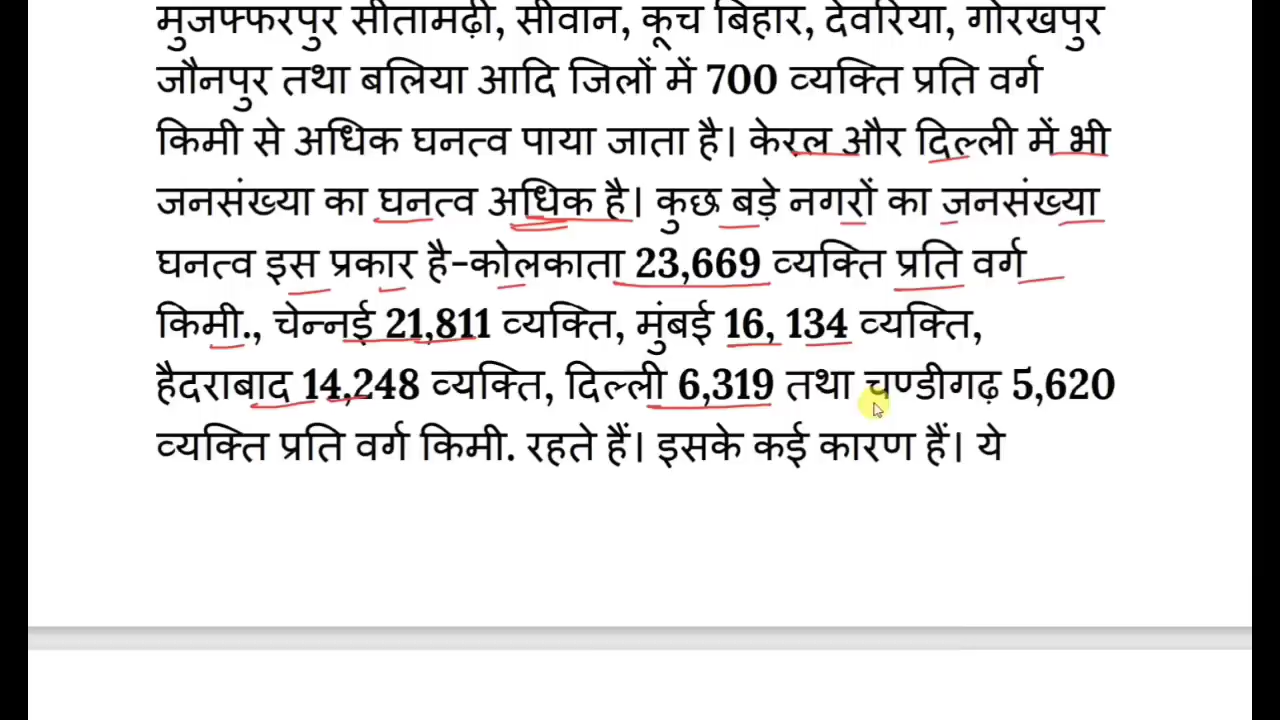 मुजफ्फरपुर सीतामढ़ी, सीवान, कूच बिहार, देवरिया, गोरखपुर
जौनपुर तथा बलिया आदि जिलों में 700 व्यक्ति प्रति वर्ग
किमी से अधिक घनत्व पाया जाता है। केरल और दिल्ली में भी
जनसंख्या का घनत्व अधिक है। कुछ बड़े नगरों का जनसंख्या
घनत्व इस प्रकार है-कोलकाता 23,669 व्यक्ति प्रति वर्ग
किमी., चेन्नई 21,811 व्यक्ति, मुंबई 16, 134 व्यक्ति,
हैदराबाद 14,248 व्यक्ति, दिल्ली 6,319 तथा चण्डीगढ़ 5,620
व्यक्ति प्रति वर्ग किमी. रहते हैं। इसके कई कारण हैं। ये